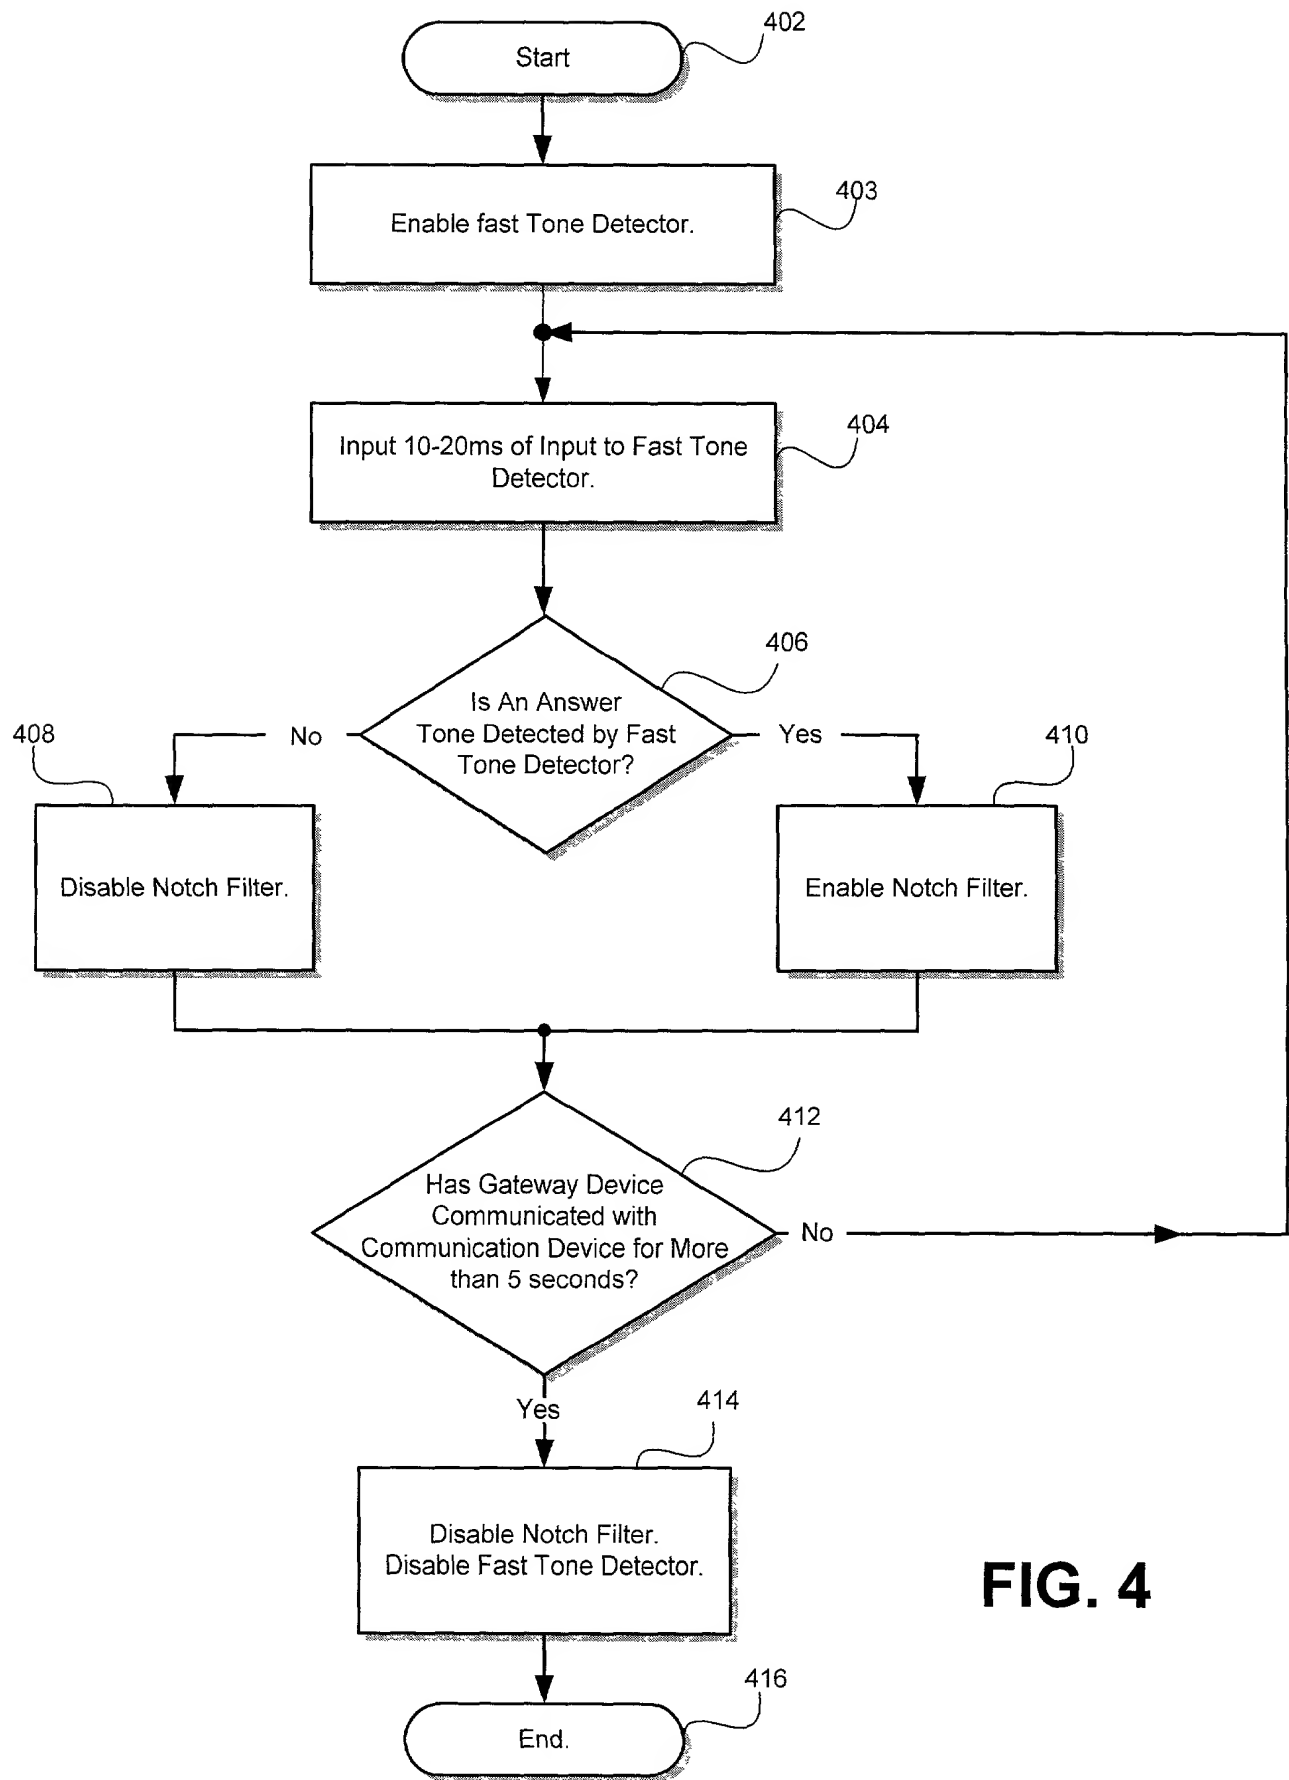 402
Start
403
Enable fast Tone Detector.
404
Input 10-20ms of Input to Fast Tone
Detector.
406
Is An Answer
Tone Detected by Fast
Tone Detector?
No
Yes
408
410
Disable Notch Filter.
Enable Notch Filter.
412
Has Gateway Device
Communicated with
Communication Device for More
than 5 seconds?
No
Yes
414
Disable Notch Filter.
Disable Fast Tone Detector.
FIG. 4
416
End.